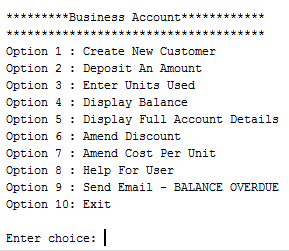 *********Business Account************
*************************************
Option 1 : Create New Customer
Option 2 : Deposit An Amount
Option 3 : Enter Units Used
Option 4 : Display Balance
Option 5 : Display Full Account Details
Option 6 : Amend Discount
Option 7 : Amend Cost Per Unit
Option 8 : Help For User
Option 9 : Send Email - BALANCE OVERDUE
Option 10: Exit
Enter choice: